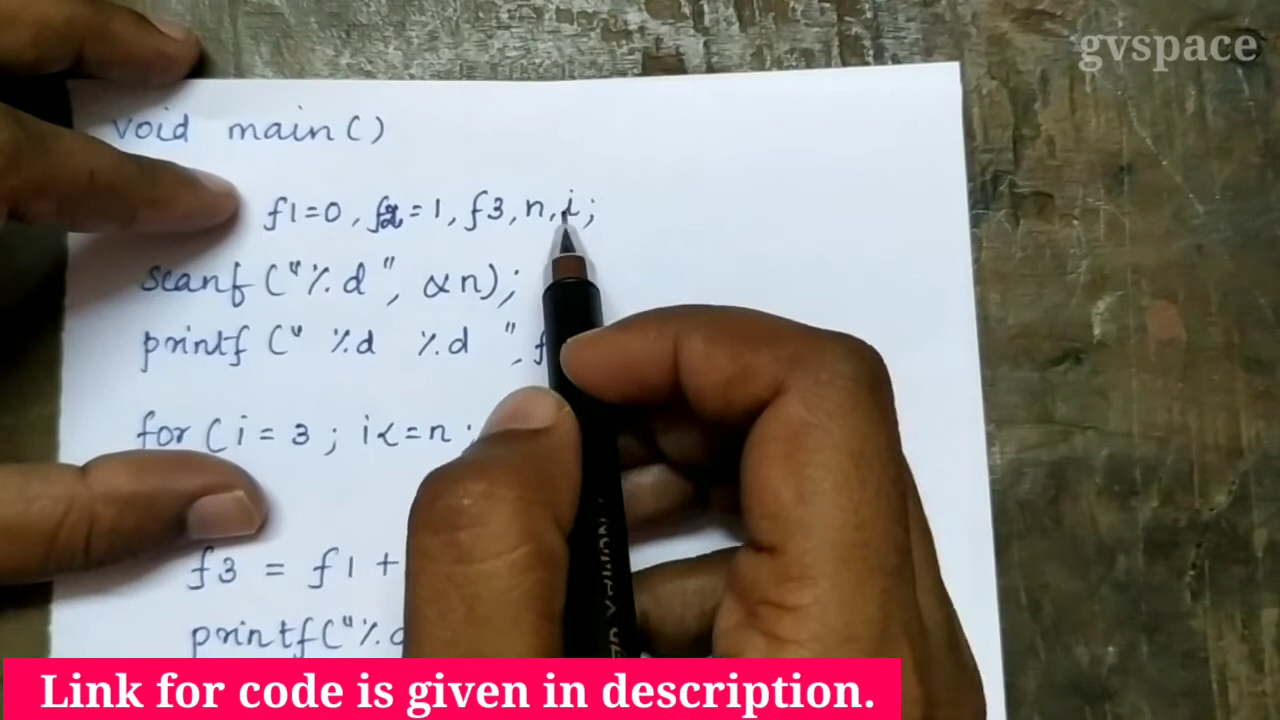 gvspace
void main()
f1=0, f2=1, f3, n, i;
scanf ("%d", &n);
printf (" %d %d ", f
for (i = 3; i<=n;
f3 = f1 +
printf("%d
Link for code is given in description.